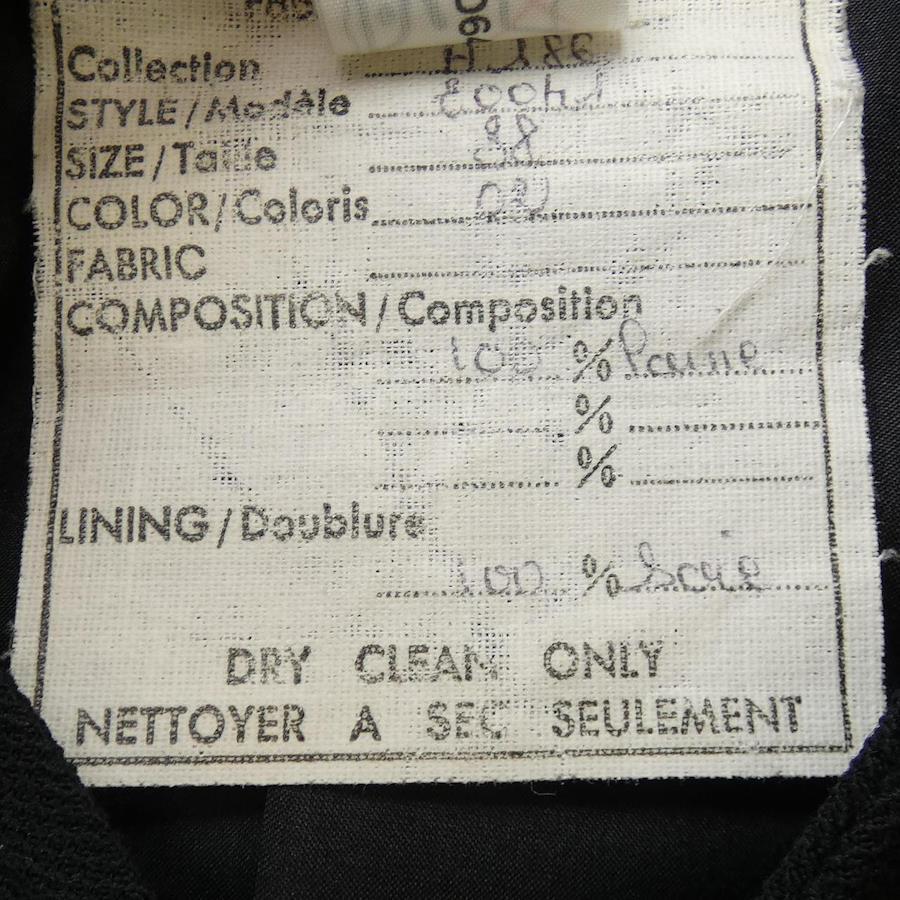 Collection
STYLE/Modèle
SIZE/Taille 38
COLOR/Coloris
FABRIC
COMPOSITION/Composition
100 % Laine
%
%
LINING/Doublure
100 % Soie
DRY CLEAN ONLY
NETTOYER A SEC SEULEMENT